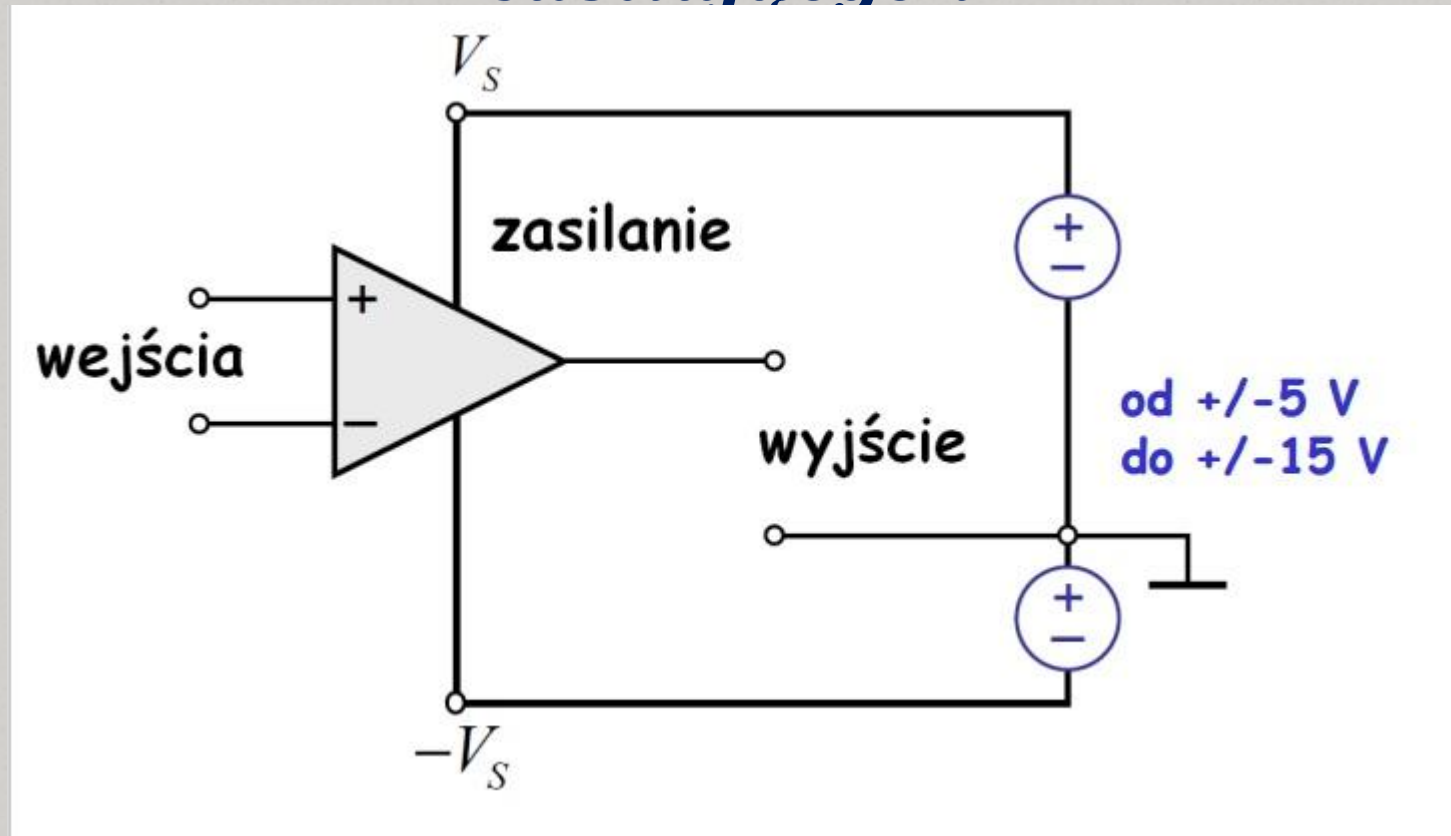 V_S
zasilanie
+
−
+
wejścia
−
od +/-5 V
do +/-15 V
wyjście
+
−
−V_S